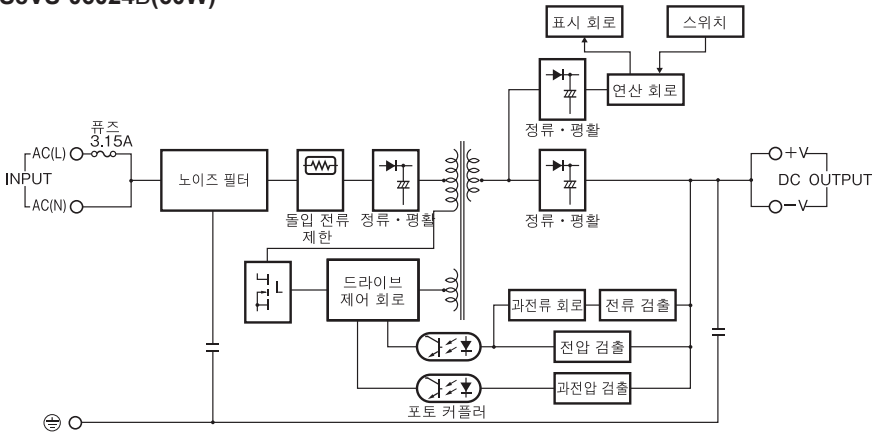 표시 회로
스위치
연산 회로
정류・평활
퓨즈
3.15A
AC(L)
INPUT
AC(N)
노이즈 필터
돌입 전류
제한
정류・평활
정류・평활
+V
DC OUTPUT
−V
드라이브
제어 회로
과전류 회로
전류 검출
전압 검출
과전압 검출
포토 커플러